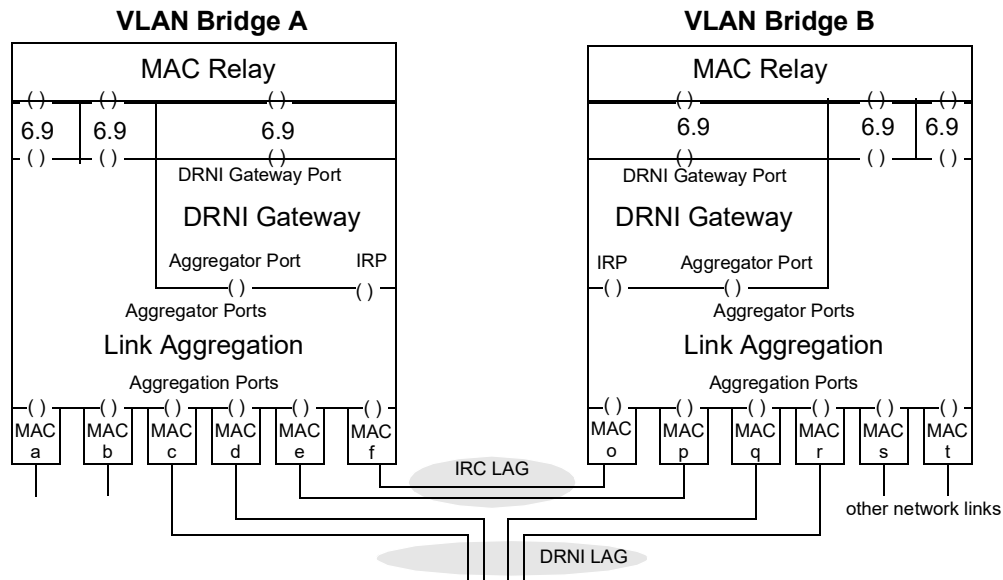 VLAN Bridge A
VLAN Bridge B
MAC Relay
MAC Relay
( ) ( ) ( )
( ) ( ) ( )
6.9 6.9 6.9
6.9 6.9 6.9
( ) ( ) ( )
( ) ( ) ( )
DRNI Gateway Port
DRNI Gateway Port
DRNI Gateway
DRNI Gateway
Aggregator Port IRP
IRP Aggregator Port
( ) ( )
( ) ( )
Aggregator Ports
Aggregator Ports
Link Aggregation
Link Aggregation
Aggregation Ports
Aggregation Ports
( ) ( ) ( ) ( ) ( ) ( )
( ) ( ) ( ) ( ) ( ) ( )
MAC MAC MAC MAC MAC MAC
a b c d e f
MAC MAC MAC MAC MAC MAC
o p q r s t
IRC LAG
other network links
DRNI LAG